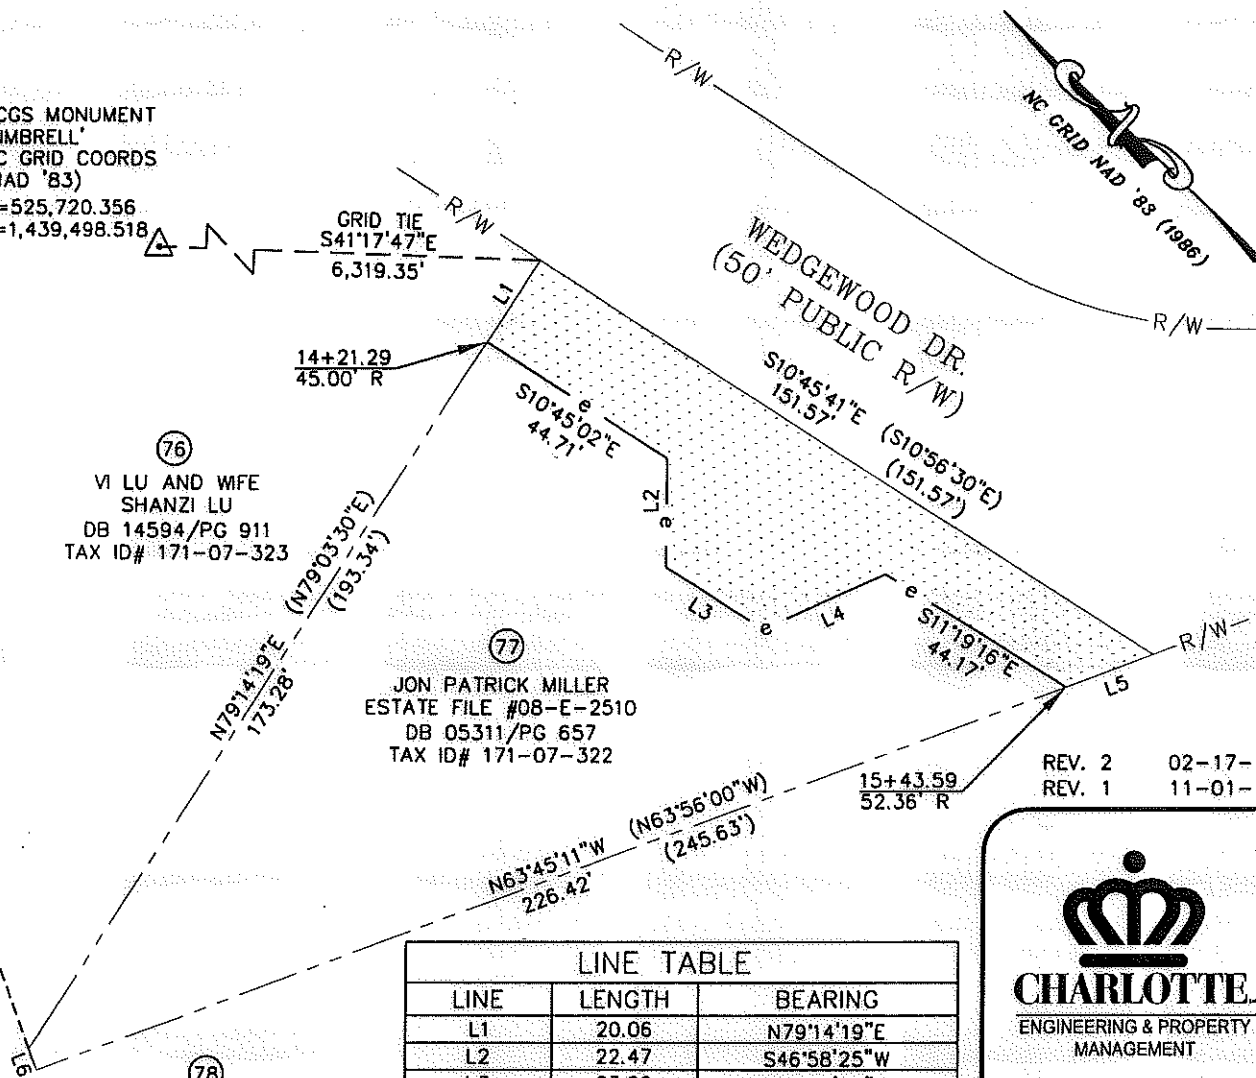 CGS MONUMENT
IMBRELL'
C GRID COORDS
NAD '83)
=525,720.356
=1,439,498.518
GRID TIE
S41°17'47"E
6,319.35'
R/W
R/W
R/W
R/W
NC GRID NAD '83 (1986)
WEDGEWOOD DR.
(50' PUBLIC R/W)
S10°45'41"E (S10°56'30"E)
151.57' (151.57')
L1
14+21.29
45.00' R
S10°45'02"E
44.71'
e
L2
e
L3
e
L4
e
S11°19'16"E
44.17'
L5
15+43.59
52.36' R
76
VI LU AND WIFE
SHANZI LU
DB 14594/PG 911
TAX ID# 171-07-323
N79°14'19"E (N79°03'30"E)
173.28' (193.34')
77
JON PATRICK MILLER
ESTATE FILE #08-E-2510
DB 05311/PG 657
TAX ID# 171-07-322
N63°45'11"W (N63°56'00"W)
226.42' (245.63')
REV. 2 02-17-
REV. 1 11-01-
L6
78
LINE TABLE
LINE LENGTH BEARING
L1 20.06 N79°14'19"E
L2 22.47 S46°58'25"W
CHARLOTTE
ENGINEERING & PROPERTY
MANAGEMENT